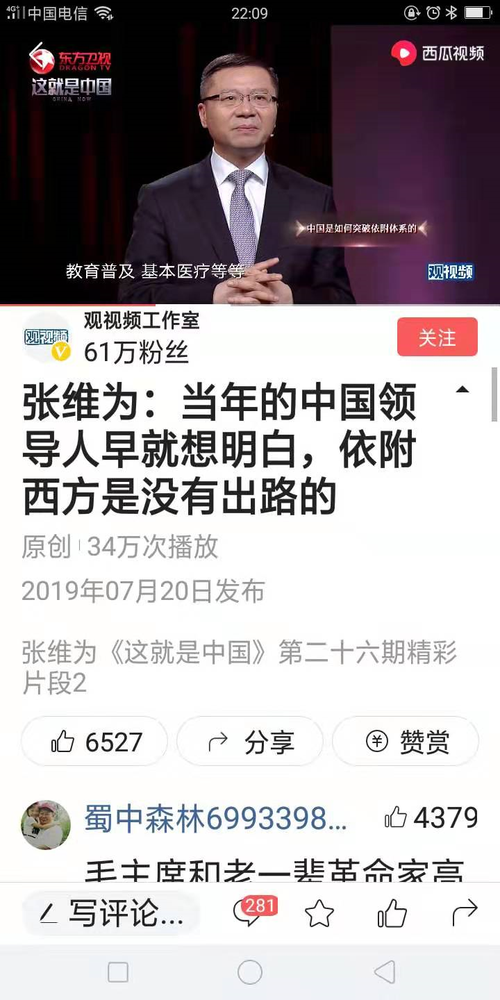 4G+
中国电信
22:09
东方卫视
DRAGON TV
这就是中国
CHINA NOW
西瓜视频
中国是如何突破依附体系的
教育普及 基本医疗等等
观视频
观视频
V
观视频工作室
61万粉丝
关注
张维为：当年的中国领
导人早就想明白，依附
西方是没有出路的
原创
34万次播放
2019年07月20日发布
张维为《这就是中国》第二十六期精彩
片段2
6527
分享
赞赏
蜀中森林6993398...
4379
毛主席和老一辈革命家高
写评论...
281